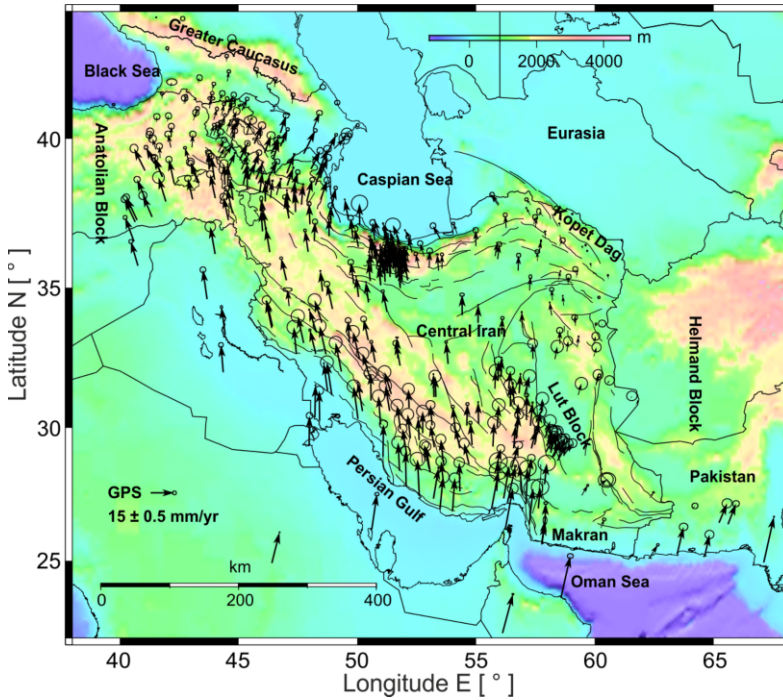 Greater Caucasus
m
0 2000 4000
Black Sea
40
Eurasia
Anatolian Block
Caspian Sea
Kopet Dag
35
Central Iran
Helmand Block
Latitude N [ ° ]
Lut Block
30
Persian Gulf
Pakistan
GPS
15 ± 0.5 mm/yr
Makran
km
25
Oman Sea
0 200 400
40 45 50 55 60 65
Longitude E [ ° ]